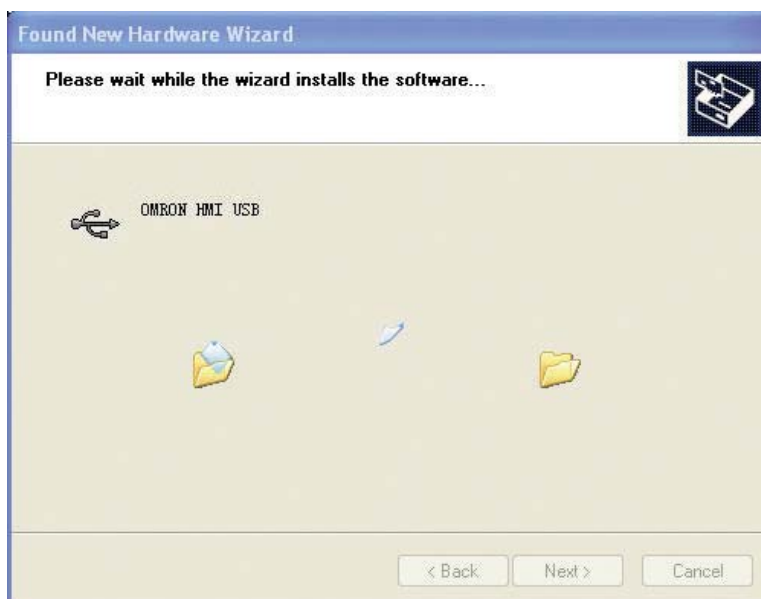 Found New Hardware Wizard
Please wait while the wizard installs the software...
OMRON HMI USB
< Back
Next >
Cancel